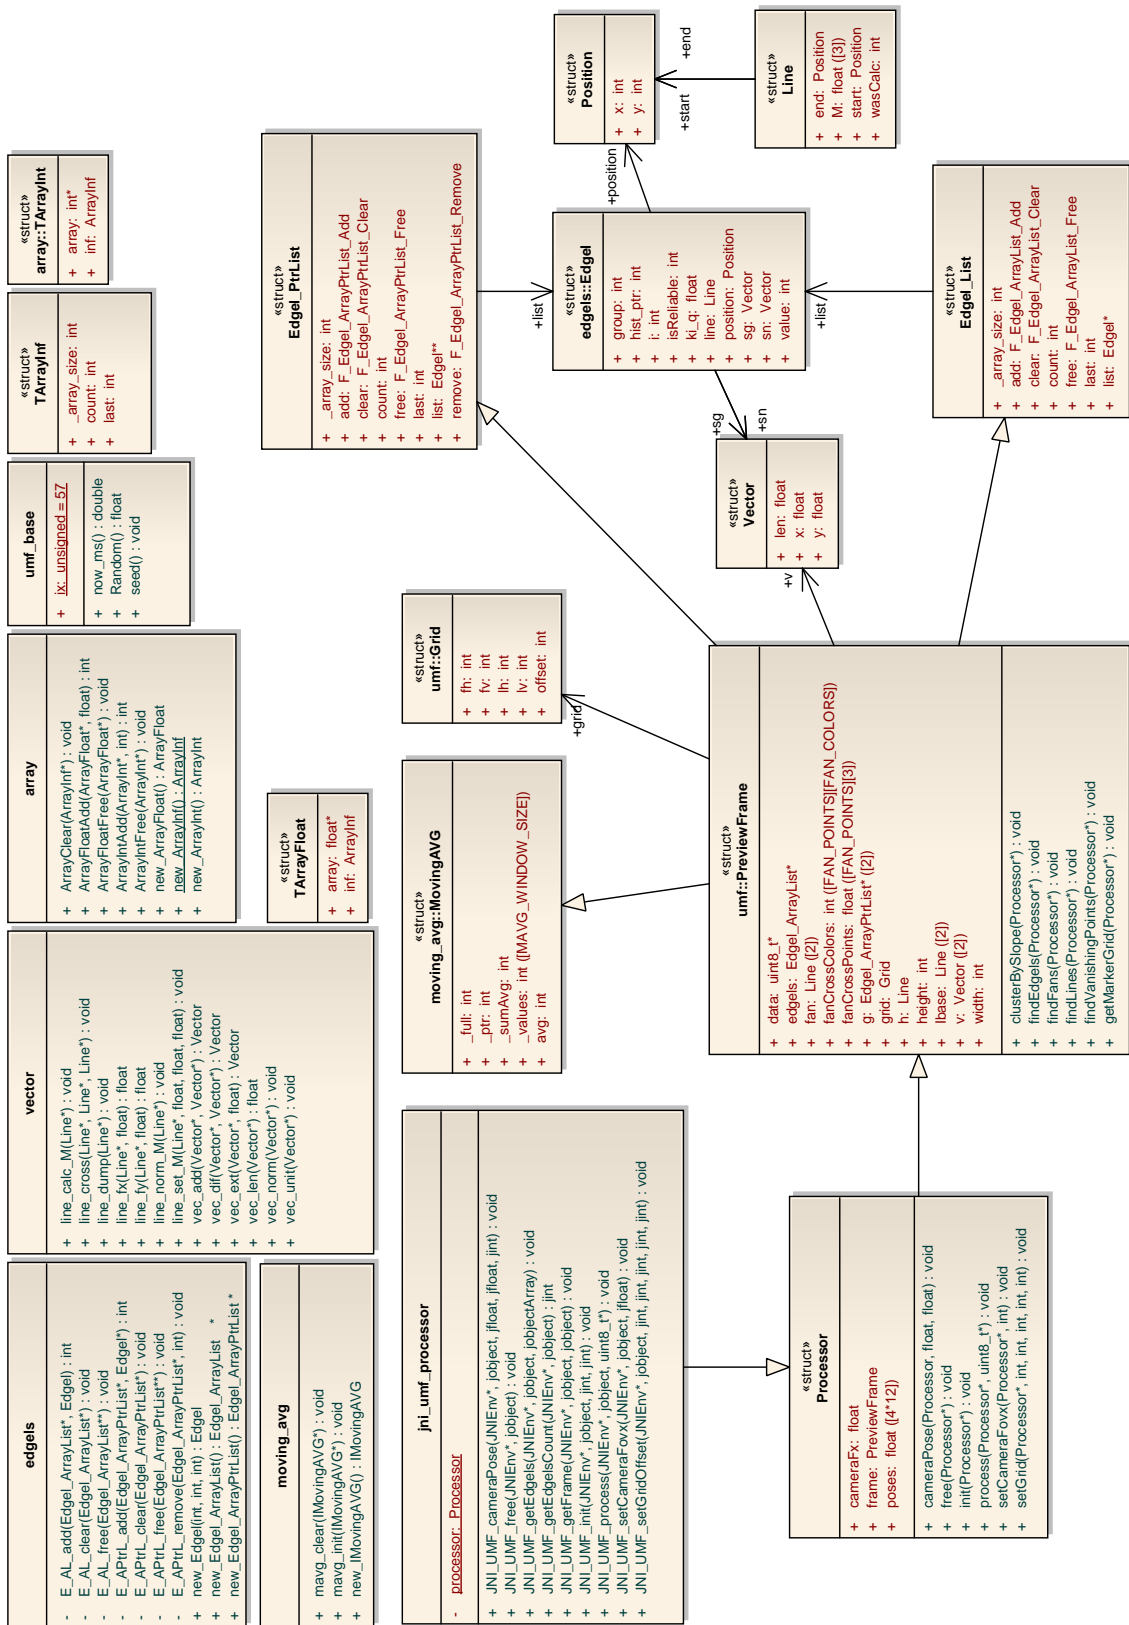 edgels
- E_AL_add(Edgel_ArrayList*, Edgel) : int
- E_AL_clear(Edgel_ArrayList*) : void
- E_AL_free(Edgel_ArrayList**) : void
- E_APtrL_add(Edgel_ArrayPtrList*, Edgel*) : int
- E_APtrL_clear(Edgel_ArrayPtrList*) : void
- E_APtrL_free(Edgel_ArrayPtrList**) : void
- E_APtrL_remove(Edgel_ArrayPtrList*, int) : void
+ new_Edgel(int, int, int) : Edgel
+ new_Edgel_ArrayList() : Edgel_ArrayList *
+ new_Edgel_ArrayPtrList() : Edgel_ArrayPtrList *
vector
+ line_calc_M(Line*) : void
+ line_cross(Line*, Line*, Line*) : void
+ line_dump(Line*) : void
+ line_fx(Line*, float) : float
+ line_fy(Line*, float) : float
+ line_norm_M(Line*) : void
+ line_set_M(Line*, float, float, float) : void
+ vec_add(Vector*, Vector*) : Vector
+ vec_dif(Vector*, Vector*) : Vector
+ vec_ext(Vector*, float) : Vector
+ vec_len(Vector*) : float
+ vec_norm(Vector*) : void
+ vec_unit(Vector*) : void
array
+ ArrayClear(ArrayInf*) : void
+ ArrayFloatAdd(ArrayFloat*, float) : int
+ ArrayFloatFree(ArrayFloat*) : void
+ ArrayIntAdd(ArrayInt*, int) : int
+ ArrayIntFree(ArrayInt*) : void
+ new_ArrayFloat() : ArrayFloat
+ new_ArrayInf() : ArrayInf
+ new_ArrayInt() : ArrayInt
umf_base
+ ix: unsigned = 57
+ now_ms() : double
+ Random() : float
+ seed() : void
«struct»
TArrayInf
+ _array_size: int
+ count: int
+ last: int
«struct»
array::TArrayInt
+ array: int*
+ inf: ArrayInf
moving_avg
+ mavg_clear(IMovingAVG*) : void
+ mavg_init(IMovingAVG*) : void
+ new_IMovingAVG() : IMovingAVG
«struct»
TArrayFloat
+ array: float*
+ inf: ArrayInf
«struct»
Edgel_PtrList
+ _array_size: int
+ add: F_Edgel_ArrayPtrList_Add
+ clear: F_Edgel_ArrayPtrList_Clear
+ count: int
+ free: F_Edgel_ArrayPtrList_Free
+ last: int
+ list: Edgel**
+ remove: F_Edgel_ArrayPtrList_Remove
jni_umf_processor
- processor: Processor
+ JNI_UMF_cameraPose(JNIEnv*, jobject, jfloat, jint) : void
+ JNI_UMF_free(JNIEnv*, jobject) : void
+ JNI_UMF_getEdgels(JNIEnv*, jobject, jobjectArray) : void
+ JNI_UMF_getEdgelsCount(JNIEnv*, jobject) : jint
+ JNI_UMF_getFrame(JNIEnv*, jobject, jobject) : void
+ JNI_UMF_init(JNIEnv*, jobject, jint, jint) : void
+ JNI_UMF_process(JNIEnv*, jobject, uint8_t*) : void
+ JNI_UMF_setCameraFovx(JNIEnv*, jobject, jfloat) : void
+ JNI_UMF_setGridOffset(JNIEnv*, jobject, jint, jint, jint, jint) : void
«struct»
moving_avg::MovingAVG
+ _full: int
+ _ptr: int
+ _sumAvg: int
+ _values: int ([MAVG_WINDOW_SIZE])
+ avg: int
«struct»
umf::Grid
+ fh: int
+ fv: int
+ lh: int
+ lv: int
+ offset: int
+grid
+list
«struct»
edgels::Edgel
+ group: int
+ hist_ptr: int
+ i: int
+ isReliable: int
+ ki_q: float
+ line: Line
+ position: Position
+ sg: Vector
+ sn: Vector
+ value: int
+position
«struct»
Position
+ x: int
+ y: int
+start
+end
«struct»
Line
+ end: Position
+ M: float ([3])
+ start: Position
+ wasCalc: int
+sg
+sn
«struct»
Vector
+ len: float
+ x: float
+ y: float
+v
+list
«struct»
umf::PreviewFrame
+ data: uint8_t*
+ edgels: Edgel_ArrayList*
+ fan: Line ([2])
+ fanCrossColors: int ([FAN_POINTS][FAN_COLORS])
+ fanCrossPoints: float ([FAN_POINTS][3])
+ g: Edgel_ArrayPtrList* ([2])
+ grid: Grid
+ h: Line
+ height: int
+ lbase: Line ([2])
+ v: Vector ([2])
+ width: int
+ clusterBySlope(Processor*) : void
+ findEdgels(Processor*) : void
+ findFans(Processor*) : void
+ findLines(Processor*) : void
+ findVanishingPoints(Processor*) : void
+ getMarkerGrid(Processor*) : void
«struct»
Processor
+ cameraFx: float
+ frame: PreviewFrame
+ poses: float ([4*12])
+ cameraPose(Processor, float, float) : void
+ free(Processor*) : void
+ init(Processor*) : void
+ process(Processor*, uint8_t*) : void
+ setCameraFovx(Processor*, int) : void
+ setGrid(Processor*, int, int, int, int) : void
«struct»
Edgel_List
+ _array_size: int
+ add: F_Edgel_ArrayList_Add
+ clear: F_Edgel_ArrayList_Clear
+ count: int
+ free: F_Edgel_ArrayList_Free
+ last: int
+ list: Edgel*